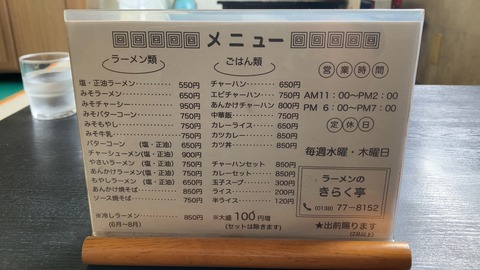 メニュー
ラーメン類
塩・正油ラーメン 550円
みそラーメン 650円
みそチャーシー 950円
みそバターコーン 750円
みそもやし 750円
みそ牛乳 750円
バターコーン (塩・正油) 650円
チャーシューメン (塩・正油) 900円
やさいラーメン (塩・正油) 750円
あんかけラーメン (塩・正油) 750円
もやしラーメン (塩・正油) 650円
あんかけ焼そば 850円
ソース焼そば 750円
※冷しラーメン 850円
(6月〜8月)
ごはん類
チャーハン 650円
エビチャーハン 750円
あんかけチャーハン 800円
中華飯 750円
カレーライス 650円
カツカレー 850円
カツ丼 850円
チャーハンセット 850円
カレーセット 850円
玉子スープ 300円
ライス 200円
半ライス 120円
※大盛 100円増
(セットは除きます)
営業時間
AM11:00〜PM2:00
PM 6:00〜PM7:00
定休日
毎週水曜・木曜日
ラーメンの
きらく亭
(0138) 77-8152
★出前賜ります